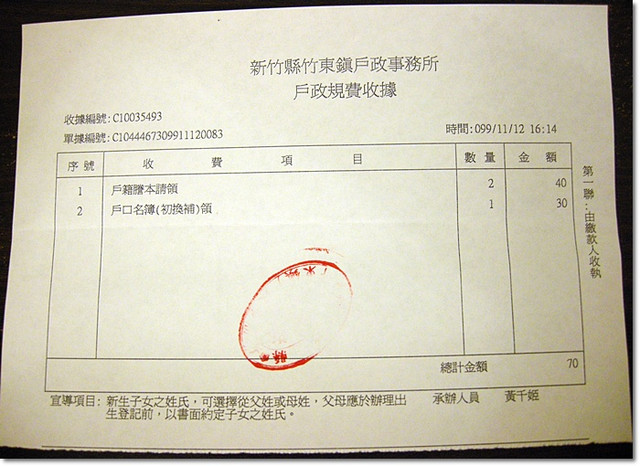 新竹縣竹東鎮戶政事務所
戶政規費收據
收據編號:C10035493
單據編號:C1044467309911120083
時間:099/11/12 16:14
序號 收費項目 數量 金額
1 戶籍謄本請領 2 40
2 戶口名簿(初換補)領 1 30
第一聯:由繳款人收執
總計金額 70
宣導項目:新生子女之姓氏,可選擇從父姓或母姓,父母應於辦理出
生登記前,以書面約定子女之姓氏。
承辦人員 黃千姬